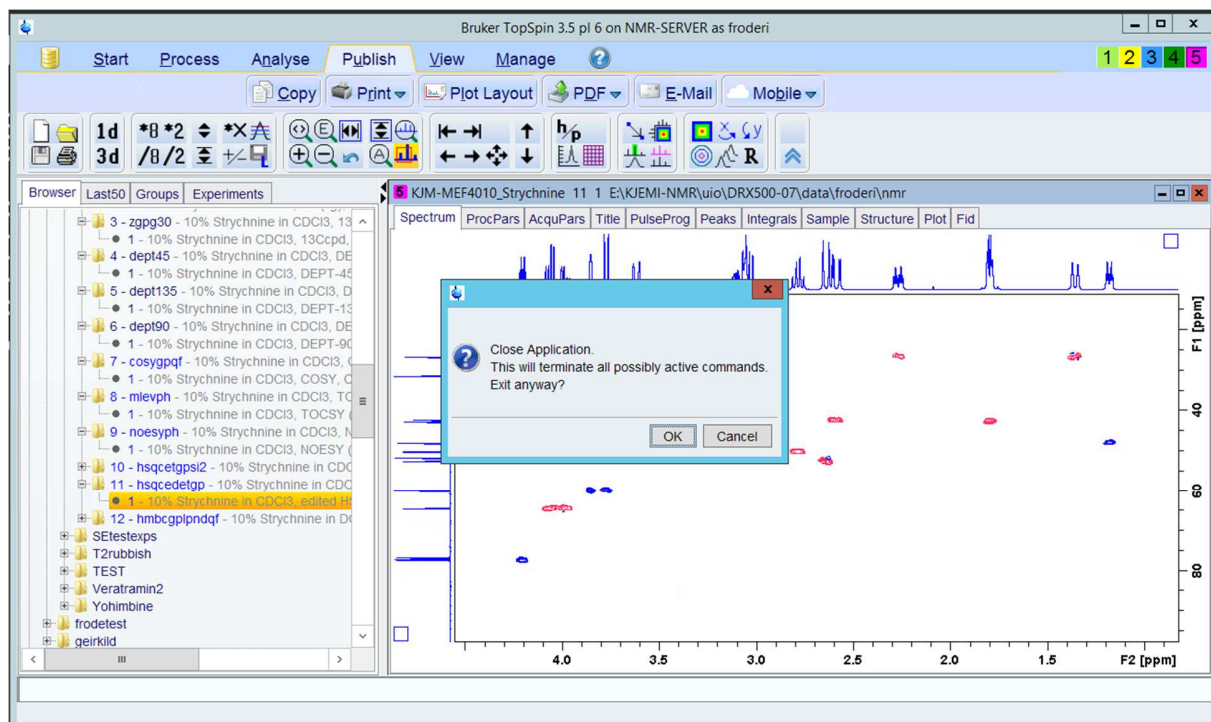 Bruker TopSpin 3.5 pl 6 on NMR-SERVER as froderi
Start Process Analyse Publish View Manage ? 1 2 3 4 5
Copy Print Plot Layout PDF E-Mail Mobile
1d *8 *2 *X E h/p x y
3d /8 /2 +/- A R
Browser Last50 Groups Experiments
5 KJM-MEF4010_Strychnine 11 1 E:\KJEMI-NMR\uio\DRX500-07\data\froderi\nmr
Spectrum ProcPars AcquPars Title PulseProg Peaks Integrals Sample Structure Plot Fid
3 - zgpg30 - 10% Strychnine in CDCl3, 13
1 - 10% Strychnine in CDCl3, 13Ccpd,
4 - dept45 - 10% Strychnine in CDCl3, DE
1 - 10% Strychnine in CDCl3, DEPT-45
5 - dept135 - 10% Strychnine in CDCl3, D
1 - 10% Strychnine in CDCl3, DEPT-13
6 - dept90 - 10% Strychnine in CDCl3, DE
1 - 10% Strychnine in CDCl3, DEPT-90
7 - cosygpqf - 10% Strychnine in CDCl3,
1 - 10% Strychnine in CDCl3, COSY, C
8 - mlevph - 10% Strychnine in CDCl3, TO
1 - 10% Strychnine in CDCl3, TOCSY (
9 - noesyph - 10% Strychnine in CDCl3, N
1 - 10% Strychnine in CDCl3, NOESY (
10 - hsqcetgpsi2 - 10% Strychnine in CDC
11 - hsqcedetgp - 10% Strychnine in CDC
1 - 10% Strychnine in CDCl3, edited HS
12 - hmbcgplpndqf - 10% Strychnine in D
SEtestexps
T2rubbish
TEST
Veratramin2
Yohimbine
frodetest
geirkild
Close Application.
This will terminate all possibly active commands.
Exit anyway?
OK Cancel
F1 [ppm]
40
60
80
4.0 3.5 3.0 2.5 2.0 1.5 F2 [ppm]